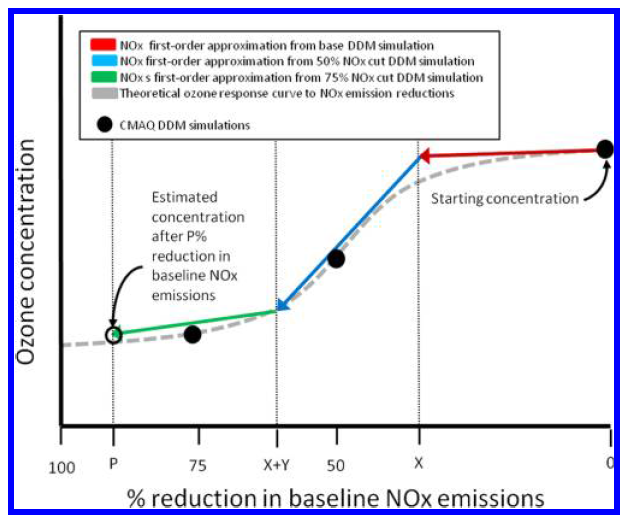 NOx first-order approximation from base DDM simulation
NOx first-order approximation from 50% NOx cut DDM simulation
NOx s first-order approximation from 75% NOx cut DDM simulation
Theoretical ozone response curve to NOx emission reductions
CMAQ DDM simulations
Ozone concentration
Estimated
concentration
after P%
reduction in
baseline NOx
emissions
Starting concentration
100 P 75 X+Y 50 X 0
% reduction in baseline NOx emissions